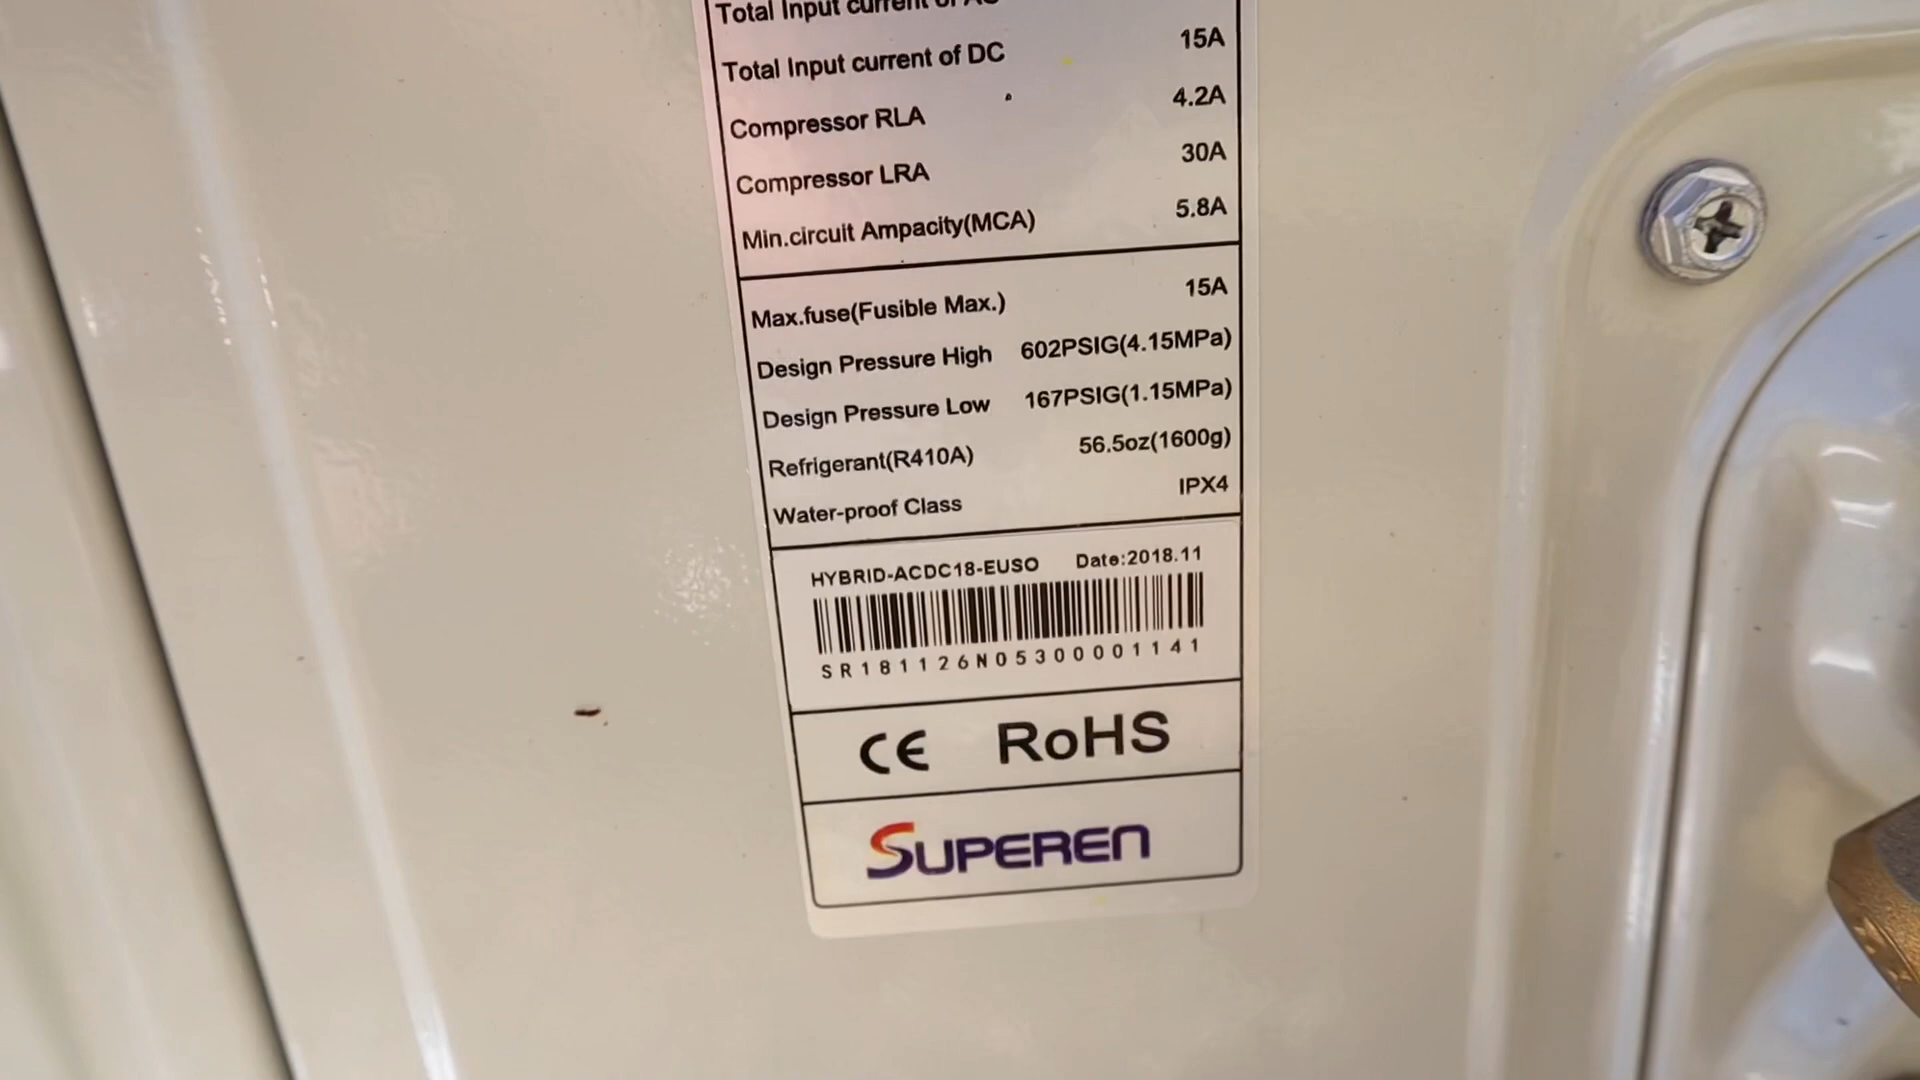 Total Input current of AC
Total Input current of DC 15A
Compressor RLA 4.2A
Compressor LRA 30A
Min.circuit Ampacity(MCA) 5.8A
Max.fuse(Fusible Max.) 15A
Design Pressure High 602PSIG(4.15MPa)
Design Pressure Low 167PSIG(1.15MPa)
Refrigerant(R410A) 56.5oz(1600g)
Water-proof Class IPX4
HYBRID-ACDC18-EUSO Date:2018.11
SR181126N05300001141
CE RoHS
SUPEREN